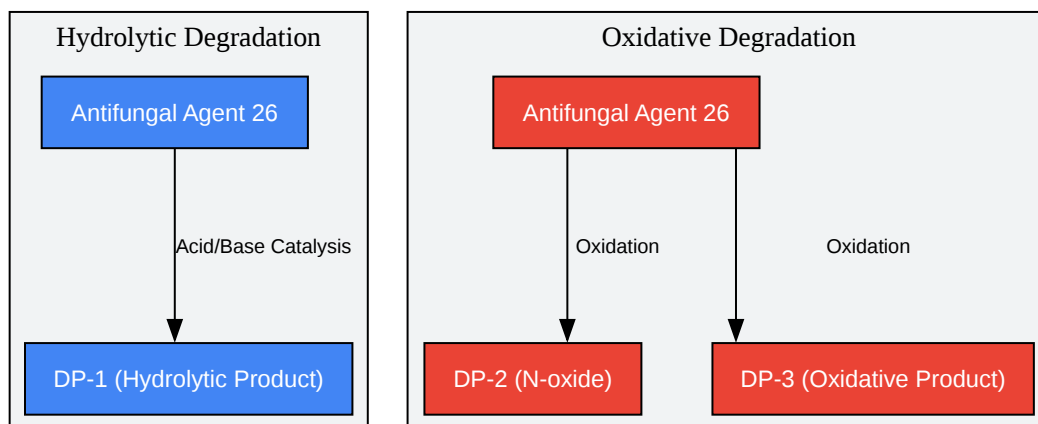 Hydrolytic Degradation
Antifungal Agent 26
Acid/Base Catalysis
DP-1 (Hydrolytic Product)
Oxidative Degradation
Antifungal Agent 26
Oxidation
Oxidation
DP-2 (N-oxide)
DP-3 (Oxidative Product)